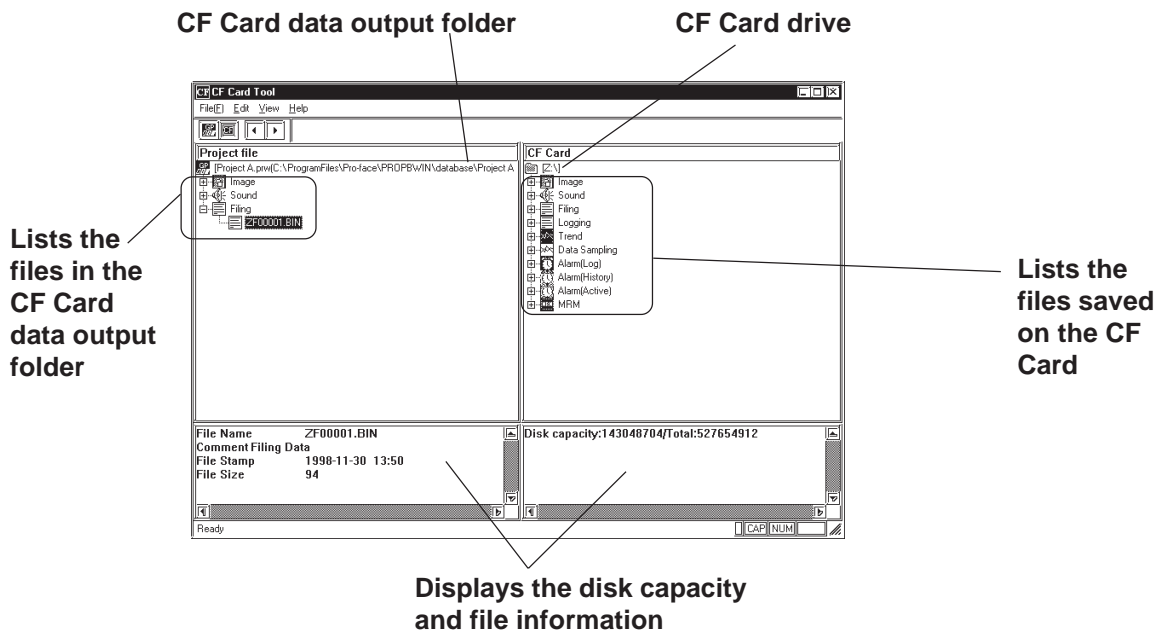 CF Card data output folder
CF Card drive
CF CF Card Tool
File(F) Edit View Help
GP CF
Project file
CF Card
GP [Project A.prw(C:\ProgramFiles\Pro-face\PROPBWIN\database\Project A
[Z:\]
Image
Sound
Filing
ZF00001.BIN
Image
Sound
Filing
Logging
Trend
Data Sampling
Alarm(Log)
Alarm(History)
Alarm(Active)
MRM
Lists the
files in the
CF Card
data output
folder
Lists the
files saved
on the CF
Card
File Name ZF00001.BIN
Comment Filing Data
File Stamp 1998-11-30 13:50
File Size 94
Disk capacity:143048704/Total:527654912
Ready
CAP NUM
Displays the disk capacity
and file information